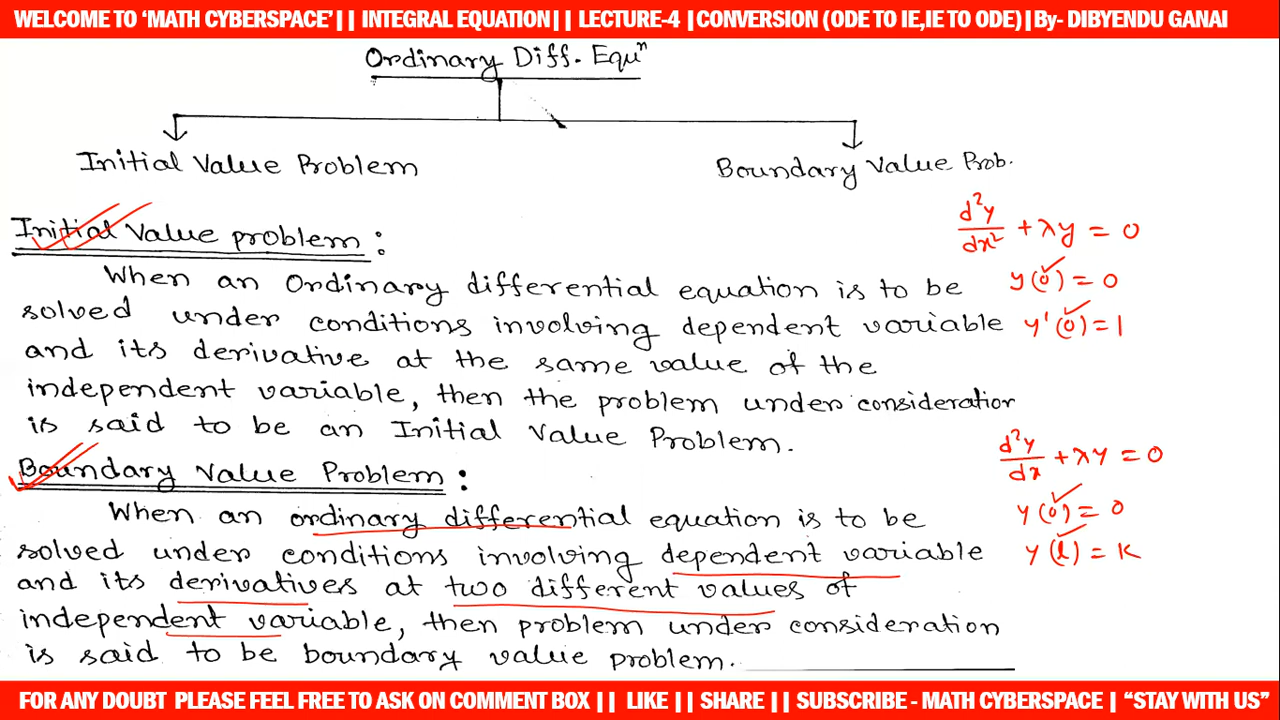 WELCOME TO ‘MATH CYBERSPACE’|| INTEGRAL EQUATION|| LECTURE-4 |CONVERSION (ODE TO IE,IE TO ODE)|By- DIBYENDU GANAI
Ordinary Diff. Equⁿ
Initial Value Problem
Boundary Value Prob.
Initial Value problem :
d²y/dx² + λy = 0
When an Ordinary differential equation is to be
y(0) = 0
solved under conditions involving dependent variable
y'(0) = 1
and its derivative at the same value of the
independent variable, then the problem under consideration
is said to be an Initial Value Problem.
d²y/dx + λy = 0
Boundary Value Problem :
When an ordinary differential equation is to be
y(0) = 0
solved under conditions involving dependent variable
y(l) = k
and its derivatives at two different values of
independent variable, then problem under consideration
is said to be boundary value problem.
FOR ANY DOUBT PLEASE FEEL FREE TO ASK ON COMMENT BOX || LIKE || SHARE || SUBSCRIBE - MATH CYBERSPACE | “STAY WITH US”